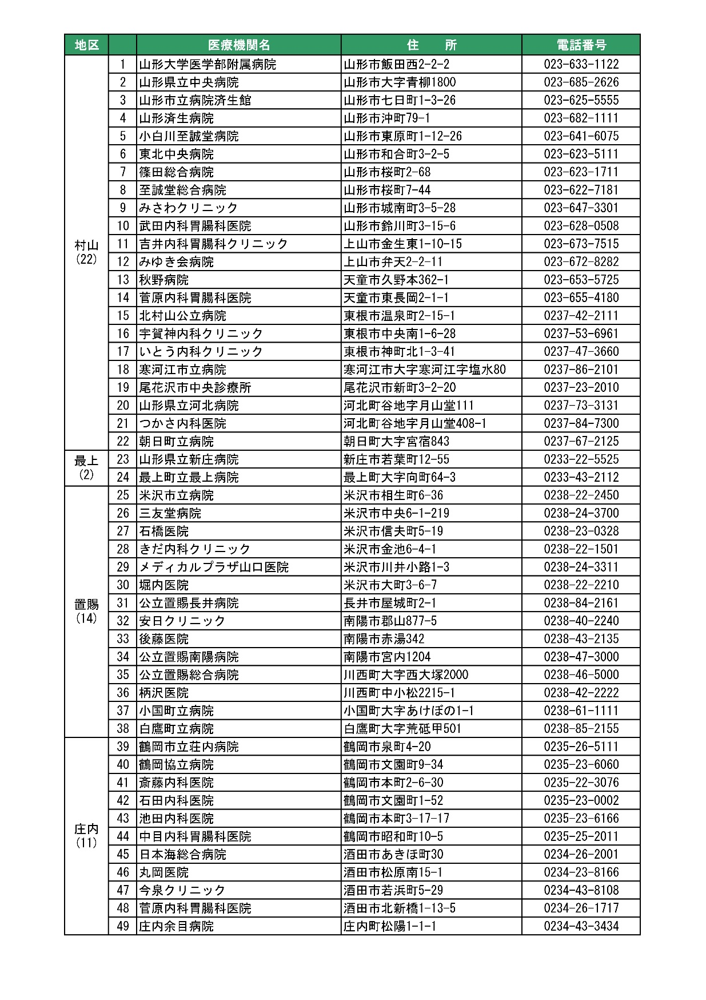 地区 医療機関名 住　所 電話番号
村山
(22)
1 山形大学医学部附属病院 山形市飯田西2-2-2 023-633-1122
2 山形県立中央病院 山形市大字青柳1800 023-685-2626
3 山形市立病院済生館 山形市七日町1-3-26 023-625-5555
4 山形済生病院 山形市沖町79-1 023-682-1111
5 小白川至誠堂病院 山形市東原町1-12-26 023-641-6075
6 東北中央病院 山形市和合町3-2-5 023-623-5111
7 篠田総合病院 山形市桜町2-68 023-623-1711
8 至誠堂総合病院 山形市桜町7-44 023-622-7181
9 みさわクリニック 山形市城南町3-5-28 023-647-3301
10 武田内科胃腸科医院 山形市鈴川町3-15-6 023-628-0508
11 吉井内科胃腸科クリニック 上山市金生東1-10-15 023-673-7515
12 みゆき会病院 上山市弁天2-2-11 023-672-8282
13 秋野病院 天童市久野本362-1 023-653-5725
14 菅原内科胃腸科医院 天童市東長岡2-1-1 023-655-4180
15 北村山公立病院 東根市温泉町2-15-1 0237-42-2111
16 宇賀神内科クリニック 東根市中央南1-6-28 0237-53-6961
17 いとう内科クリニック 東根市神町北1-3-41 0237-47-3660
18 寒河江市立病院 寒河江市大字寒河江字塩水80 0237-86-2101
19 尾花沢市中央診療所 尾花沢市新町3-2-20 0237-23-2010
20 山形県立河北病院 河北町谷地字月山堂111 0237-73-3131
21 つかさ内科医院 河北町谷地字月山堂408-1 0237-84-7300
22 朝日町立病院 朝日町大字宮宿843 0237-67-2125
最上
(2)
23 山形県立新庄病院 新庄市若葉町12-55 0233-22-5525
24 最上町立最上病院 最上町大字向町64-3 0233-43-2112
置賜
(14)
25 米沢市立病院 米沢市相生町6-36 0238-22-2450
26 三友堂病院 米沢市中央6-1-219 0238-24-3700
27 石橋医院 米沢市信夫町5-19 0238-23-0328
28 きだ内科クリニック 米沢市金池6-4-1 0238-22-1501
29 メディカルプラザ山口医院 米沢市川井小路1-3 0238-24-3311
30 堀内医院 米沢市大町3-6-7 0238-22-2210
31 公立置賜長井病院 長井市屋城町2-1 0238-84-2161
32 安日クリニック 南陽市郡山877-5 0238-40-2240
33 後藤医院 南陽市赤湯342 0238-43-2135
34 公立置賜南陽病院 南陽市宮内1204 0238-47-3000
35 公立置賜総合病院 川西町大字西大塚2000 0238-46-5000
36 柄沢医院 川西町中小松2215-1 0238-42-2222
37 小国町立病院 小国町大字あけぼの1-1 0238-61-1111
38 白鷹町立病院 白鷹町大字荒砥甲501 0238-85-2155
庄内
(11)
39 鶴岡市立荘内病院 鶴岡市泉町4-20 0235-26-5111
40 鶴岡協立病院 鶴岡市文園町9-34 0235-23-6060
41 斎藤内科医院 鶴岡市本町2-6-30 0235-22-3076
42 石田内科医院 鶴岡市文園町1-52 0235-23-0002
43 池田内科医院 鶴岡市本町3-17-17 0235-23-6166
44 中目内科胃腸科医院 鶴岡市昭和町10-5 0235-25-2011
45 日本海総合病院 酒田市あきほ町30 0234-26-2001
46 丸岡医院 酒田市松原南15-1 0234-23-8166
47 今泉クリニック 酒田市若浜町5-29 0234-43-8108
48 菅原内科胃腸科医院 酒田市北新橋1-13-5 0234-26-1717
49 庄内余目病院 庄内町松陽1-1-1 0234-43-3434